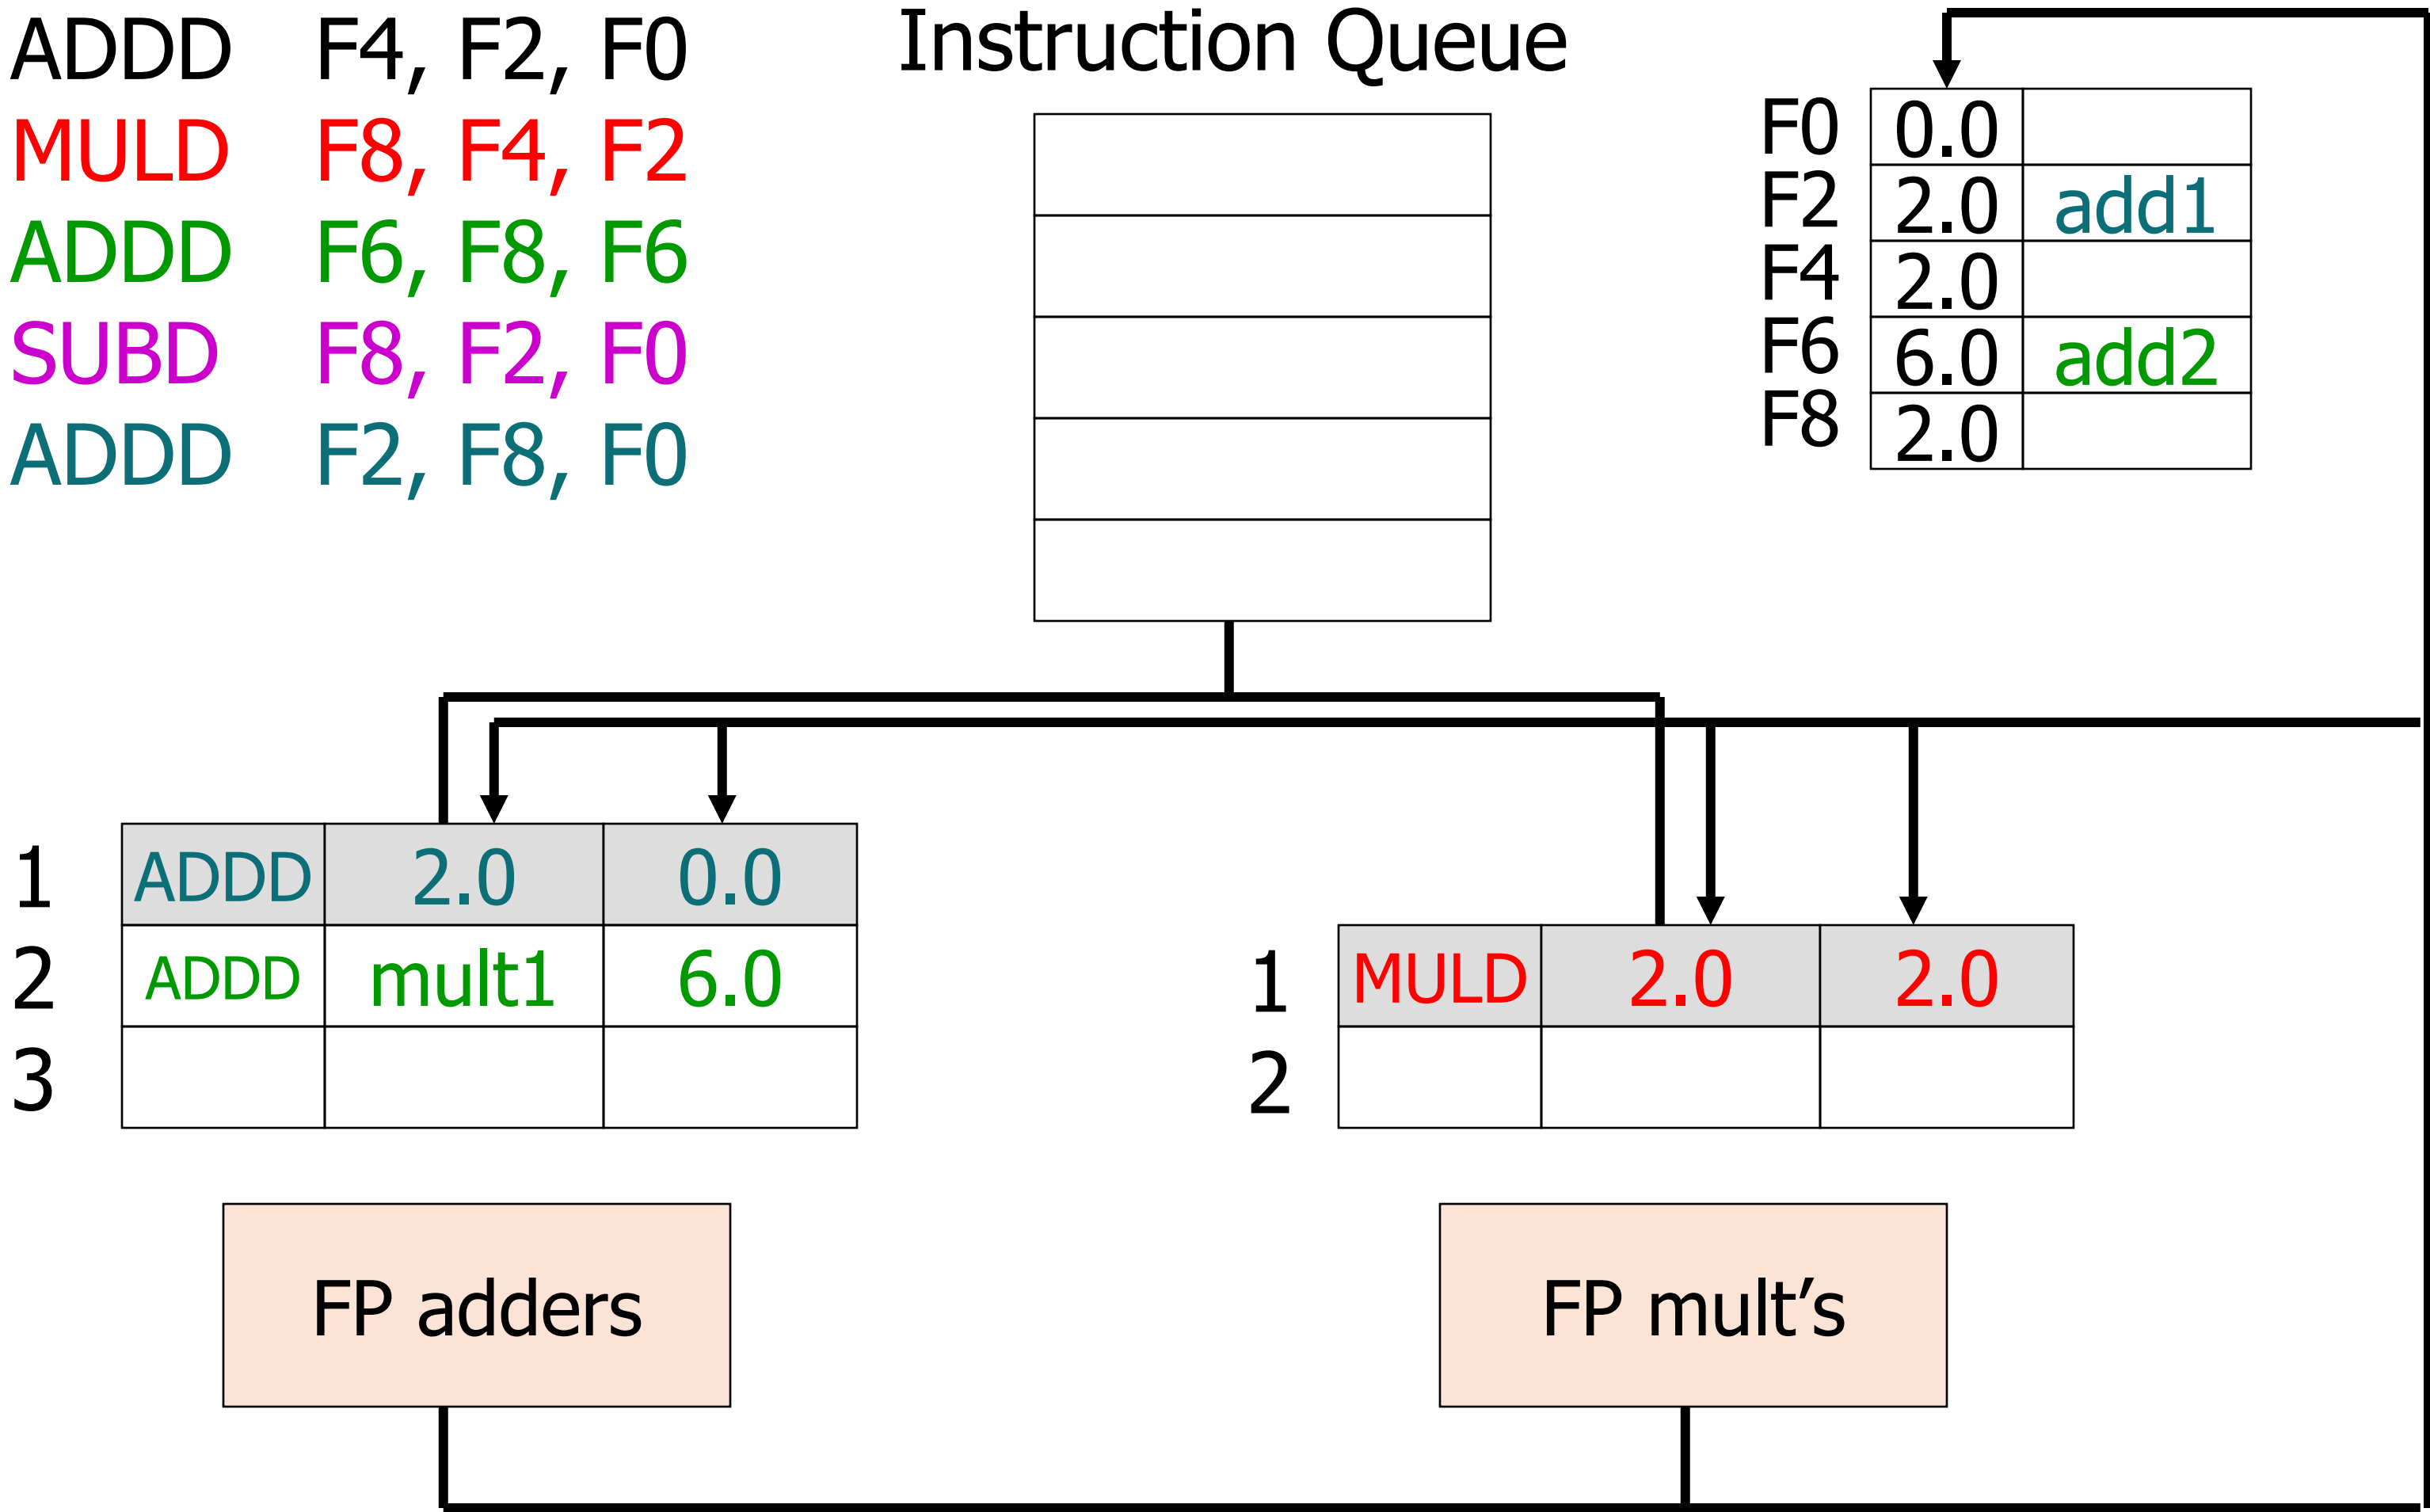 ADDD F4, F2, F0
MULD F8, F4, F2
ADDD F6, F8, F6
SUBD F8, F2, F0
ADDD F2, F8, F0
Instruction Queue
F0 0.0
F2 2.0 add1
F4 2.0
F6 6.0 add2
F8 2.0
1 ADDD 2.0 0.0
2 ADDD mult1 6.0
3
1 MULD 2.0 2.0
2
FP adders
FP mult’s